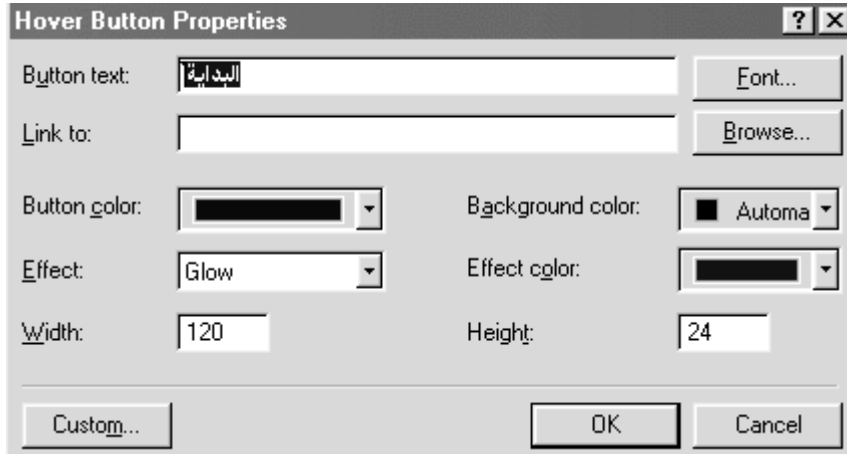 Hover Button Properties
Button text: البداية Font...
Link to: Browse...
Button color: Background color: Automa
Effect: Glow Effect color:
Width: 120 Height: 24
Custom... OK Cancel